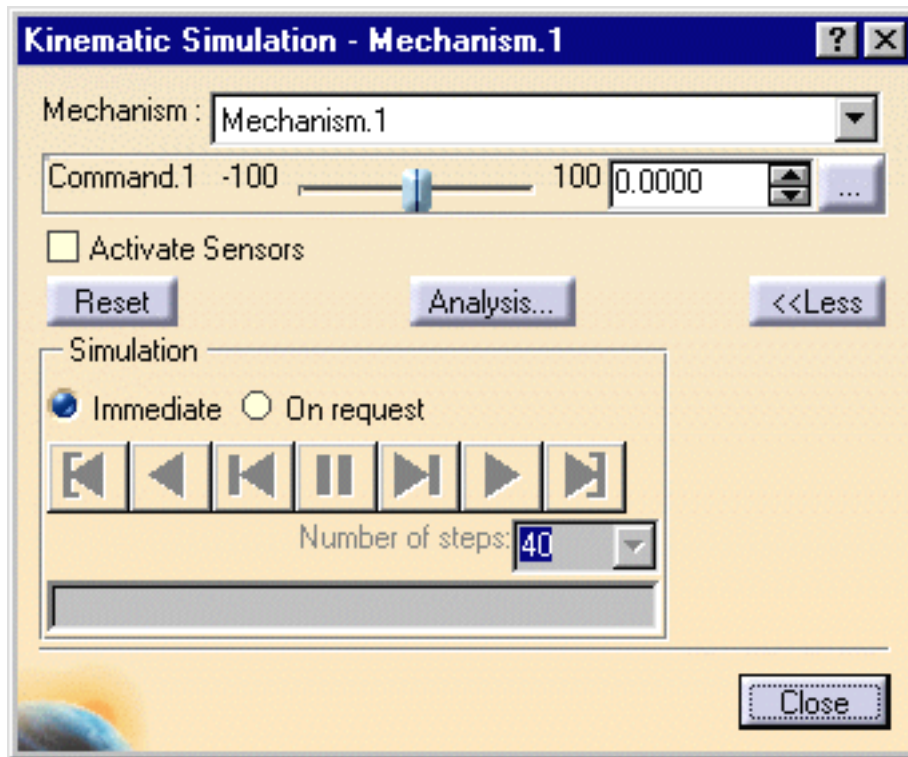 Kinematic Simulation - Mechanism.1 ?
Mechanism : Mechanism.1
Command.1 -100 100 0.0000 ...
Activate Sensors
Reset Analysis... <<Less
Simulation
Immediate On request
Number of steps: 40
Close